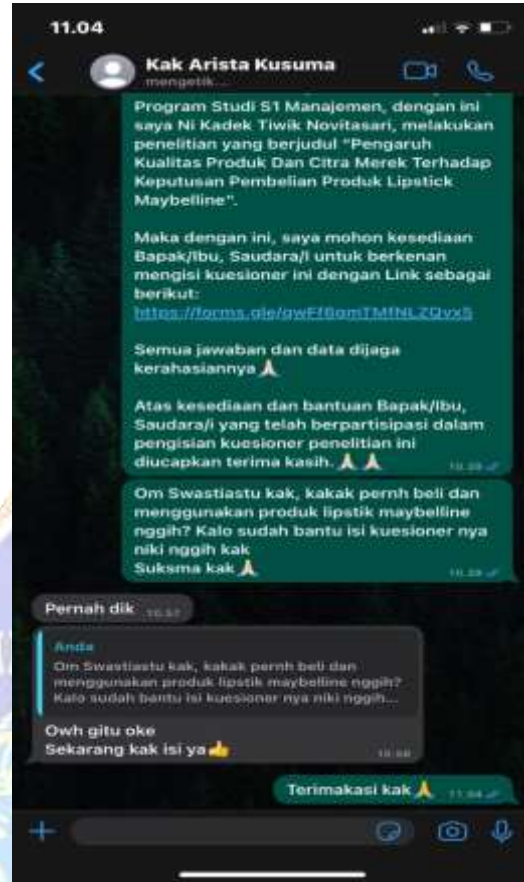 11.04
Kak Arista Kusuma
mengetik...
Program Studi S1 Manajemen, dengan ini
saya Ni Kadek Tiwik Novitasari, melakukan
penelitian yang berjudul "Pengaruh
Kualitas Produk Dan Citra Merek Terhadap
Keputusan Pembelian Produk Lipstick
Maybelline".
Maka dengan ini, saya mohon kesediaan
Bapak/Ibu, Saudara/i untuk berkenan
mengisi kuesioner ini dengan Link sebagai
berikut:
Semua jawaban dan data dijaga
kerahasiannya 🙏
Atas kesediaan dan bantuan Bapak/Ibu,
Saudara/i yang telah berpartisipasi dalam
pengisian kuesioner penelitian ini
diucapkan terima kasih. 🙏 🙏
Om Swastiastu kak, kakak pernh beli dan
menggunakan produk lipstik maybelline
nggih? Kalo sudah bantu isi kuesioner nya
niki nggih kak
Suksma kak 🙏
Pernah dik 10.57
Anda
Om Swastiastu kak, kakak pernh beli dan
menggunakan produk lipstik maybelline nggih?
Kalo sudah bantu isi kuesioner nya niki nggih...
Owh gitu oke
Sekarang kak isi ya👍
Terimakasi kak 🙏 11.04